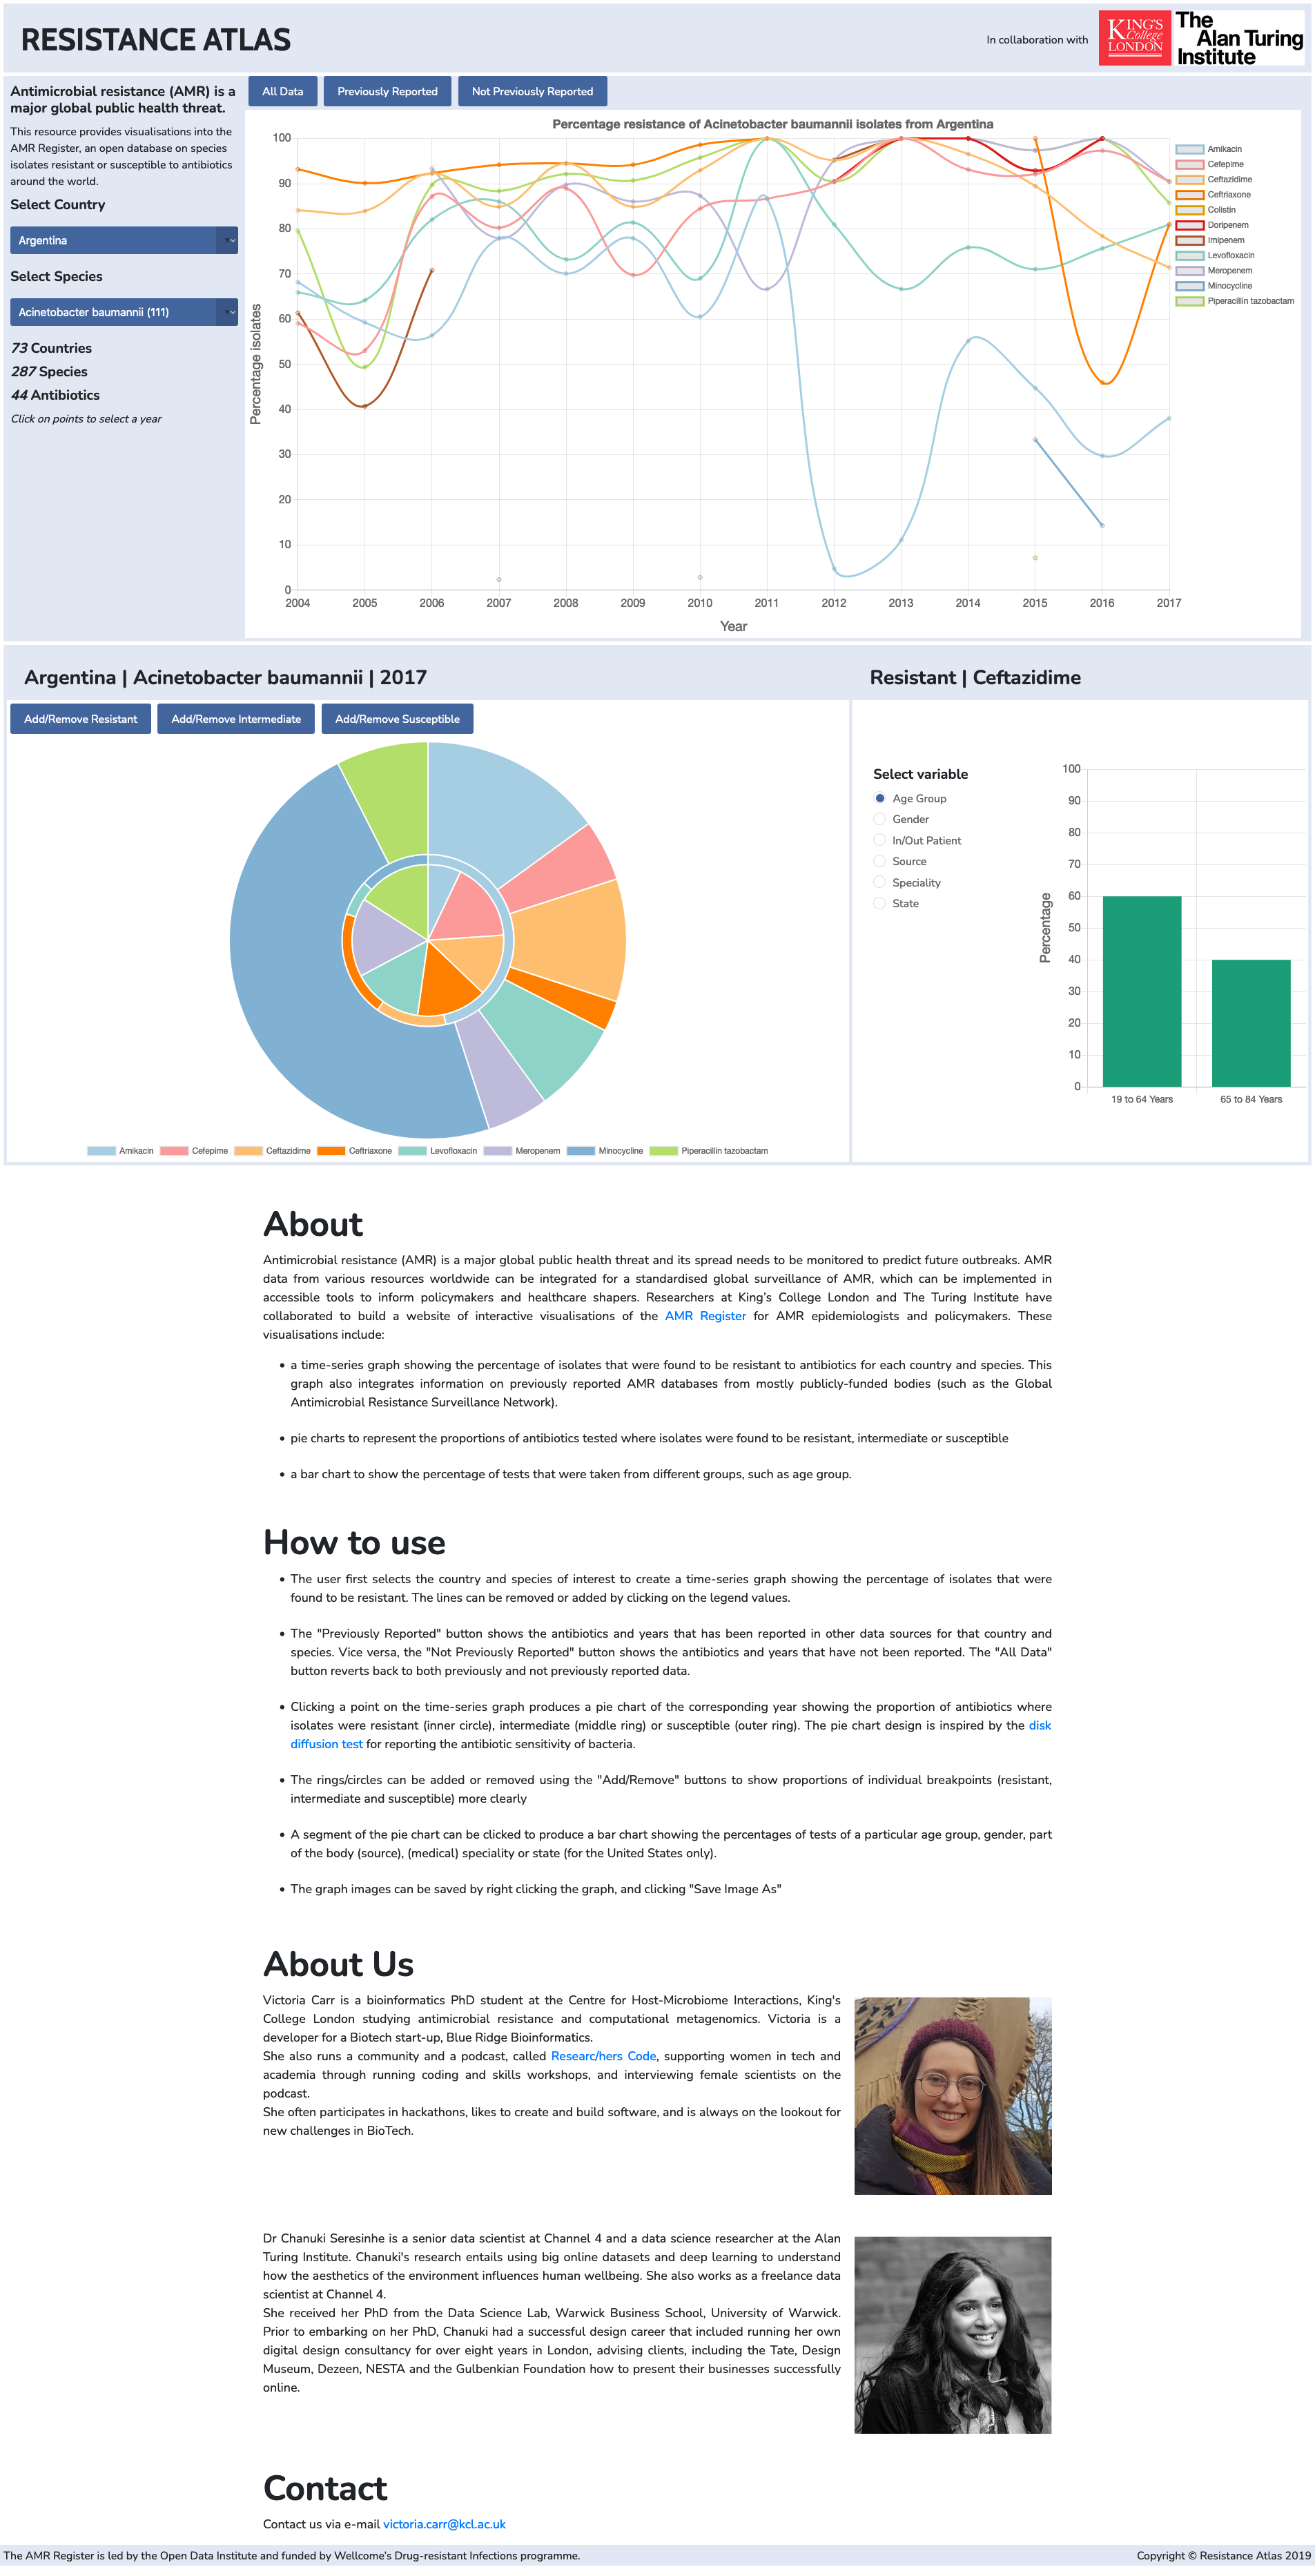 RESISTANCE ATLAS
In collaboration with
KING'S
College
LONDON
The
Alan Turing
Institute
Antimicrobial resistance (AMR) is a
major global public health threat.
This resource provides visualisations into the
AMR Register, an open database on species
isolates resistant or susceptible to antibiotics
around the world.
Select Country
Argentina
Select Species
Acinetobacter baumannii (111)
73 Countries
287 Species
44 Antibiotics
Click on points to select a year
All Data
Previously Reported
Not Previously Reported
Percentage resistance of Acinetobacter baumannii isolates from Argentina
100
90
80
70
60
50
40
30
20
10
0
Percentage isolates
2004 2005 2006 2007 2008 2009 2010 2011 2012 2013 2014 2015 2016 2017
Year
Amikacin
Cefepime
Ceftazidime
Ceftriaxone
Colistin
Doripenem
Imipenem
Levofloxacin
Meropenem
Minocycline
Piperacillin tazobactam
Argentina | Acinetobacter baumannii | 2017
Add/Remove Resistant
Add/Remove Intermediate
Add/Remove Susceptible
Amikacin Cefepime Ceftazidime Ceftriaxone Levofloxacin Meropenem Minocycline Piperacillin tazobactam
Resistant | Ceftazidime
Select variable
Age Group
Gender
In/Out Patient
Source
Speciality
State
100
90
80
70
60
50
40
30
20
10
0
Percentage
19 to 64 Years 65 to 84 Years
About
Antimicrobial resistance (AMR) is a major global public health threat and its spread needs to be monitored to predict future outbreaks. AMR
data from various resources worldwide can be integrated for a standardised global surveillance of AMR, which can be implemented in
accessible tools to inform policymakers and healthcare shapers. Researchers at King's College London and The Turing Institute have
collaborated to build a website of interactive visualisations of the AMR Register for AMR epidemiologists and policymakers. These
visualisations include:
• a time-series graph showing the percentage of isolates that were found to be resistant to antibiotics for each country and species. This
graph also integrates information on previously reported AMR databases from mostly publicly-funded bodies (such as the Global
Antimicrobial Resistance Surveillance Network).
• pie charts to represent the proportions of antibiotics tested where isolates were found to be resistant, intermediate or susceptible
• a bar chart to show the percentage of tests that were taken from different groups, such as age group.
How to use
• The user first selects the country and species of interest to create a time-series graph showing the percentage of isolates that were
found to be resistant. The lines can be removed or added by clicking on the legend values.
• The "Previously Reported" button shows the antibiotics and years that has been reported in other data sources for that country and
species. Vice versa, the "Not Previously Reported" button shows the antibiotics and years that have not been reported. The "All Data"
button reverts back to both previously and not previously reported data.
• Clicking a point on the time-series graph produces a pie chart of the corresponding year showing the proportion of antibiotics where
isolates were resistant (inner circle), intermediate (middle ring) or susceptible (outer ring). The pie chart design is inspired by the disk
diffusion test for reporting the antibiotic sensitivity of bacteria.
• The rings/circles can be added or removed using the "Add/Remove" buttons to show proportions of individual breakpoints (resistant,
intermediate and susceptible) more clearly
• A segment of the pie chart can be clicked to produce a bar chart showing the percentages of tests of a particular age group, gender, part
of the body (source), (medical) speciality or state (for the United States only).
• The graph images can be saved by right clicking the graph, and clicking "Save Image As"
About Us
Victoria Carr is a bioinformatics PhD student at the Centre for Host-Microbiome Interactions, King's
College London studying antimicrobial resistance and computational metagenomics. Victoria is a
developer for a Biotech start-up, Blue Ridge Bioinformatics.
She also runs a community and a podcast, called Researc/hers Code, supporting women in tech and
academia through running coding and skills workshops, and interviewing female scientists on the
podcast.
She often participates in hackathons, likes to create and build software, and is always on the lookout for
new challenges in BioTech.
Dr Chanuki Seresinhe is a senior data scientist at Channel 4 and a data science researcher at the Alan
Turing Institute. Chanuki's research entails using big online datasets and deep learning to understand
how the aesthetics of the environment influences human wellbeing. She also works as a freelance data
scientist at Channel 4.
She received her PhD from the Data Science Lab, Warwick Business School, University of Warwick.
Prior to embarking on her PhD, Chanuki had a successful design career that included running her own
digital design consultancy for over eight years in London, advising clients, including the Tate, Design
Museum, Dezeen, NESTA and the Gulbenkian Foundation how to present their businesses successfully
online.
Contact
Contact us via e-mail victoria.carr@kcl.ac.uk
The AMR Register is led by the Open Data Institute and funded by Wellcome's Drug-resistant Infections programme.
Copyright © Resistance Atlas 2019